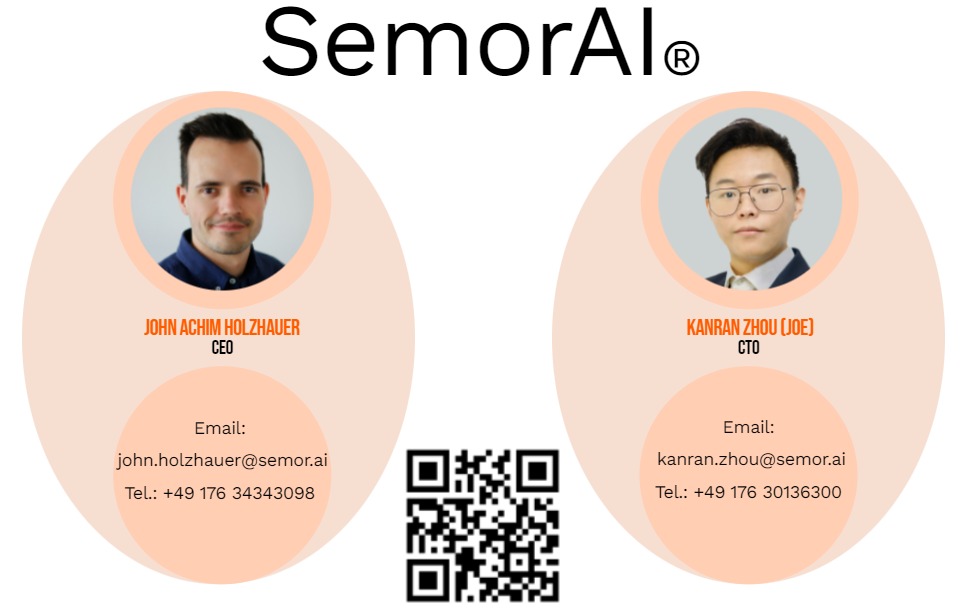 SemorAI®
JOHN ACHIM HOLZHAUER
CEO
Email:
john.holzhauer@semor.ai
Tel.: +49 176 34343098
KANRAN ZHOU (JOE)
CTO
Email:
kanran.zhou@semor.ai
Tel.: +49 176 30136300